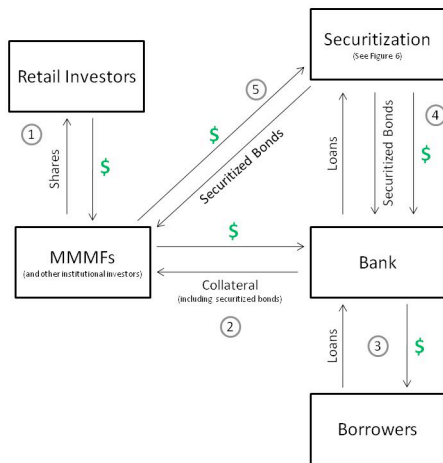 Securitization
(See Figure 6)
Retail Investors
5
1
4
$
$
$
Shares
Securitized Bonds
Loans
Securitized Bonds
MMMFs
(and other institutional investors)
$
Bank
Collateral
(including securitized bonds)
2
Loans
3
$
Borrowers